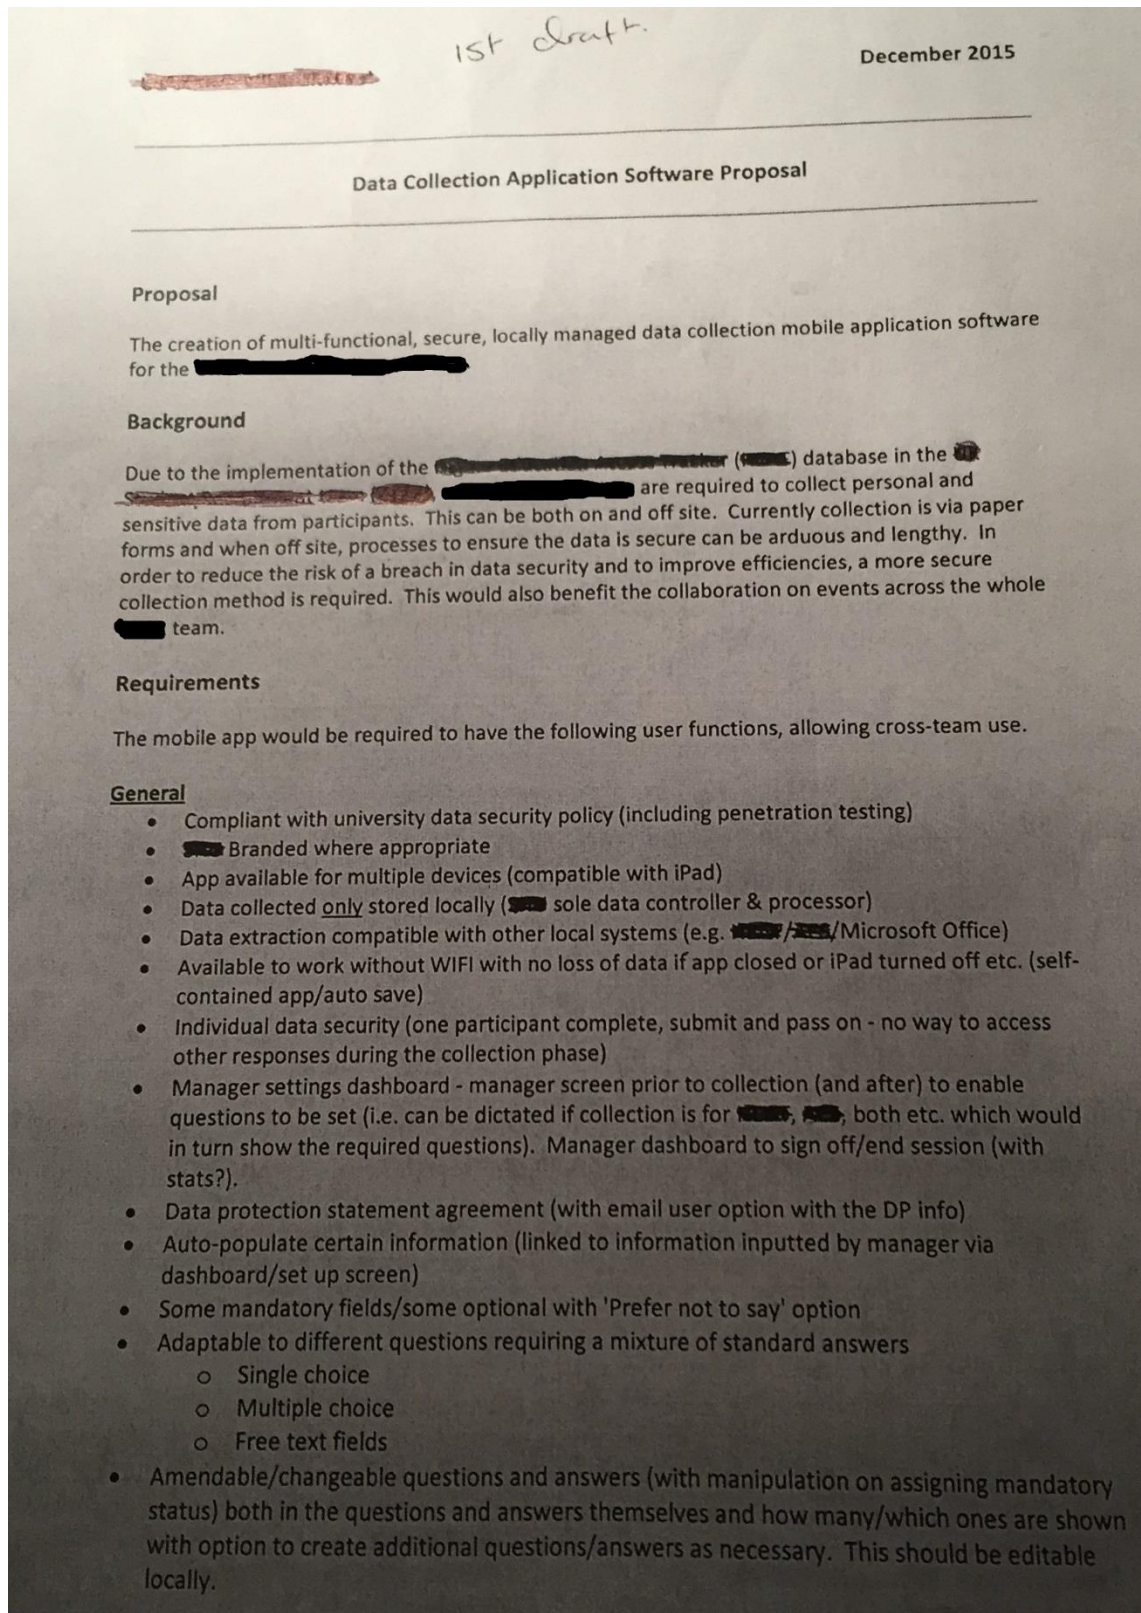 1st draft.
December 2015
Data Collection Application Software Proposal
Proposal
The creation of multi-functional, secure, locally managed data collection mobile application software
for the
Background
Due to the implementation of the () database in the
are required to collect personal and
sensitive data from participants. This can be both on and off site. Currently collection is via paper
forms and when off site, processes to ensure the data is secure can be arduous and lengthy. In
order to reduce the risk of a breach in data security and to improve efficiencies, a more secure
collection method is required. This would also benefit the collaboration on events across the whole
team.
Requirements
The mobile app would be required to have the following user functions, allowing cross-team use.
General
• Compliant with university data security policy (including penetration testing)
• Branded where appropriate
• App available for multiple devices (compatible with iPad)
• Data collected only stored locally ( sole data controller & processor)
• Data extraction compatible with other local systems (e.g. / /Microsoft Office)
• Available to work without WIFI with no loss of data if app closed or iPad turned off etc. (self-
contained app/auto save)
• Individual data security (one participant complete, submit and pass on - no way to access
other responses during the collection phase)
• Manager settings dashboard - manager screen prior to collection (and after) to enable
questions to be set (i.e. can be dictated if collection is for , , both etc. which would
in turn show the required questions). Manager dashboard to sign off/end session (with
stats?).
• Data protection statement agreement (with email user option with the DP info)
• Auto-populate certain information (linked to information inputted by manager via
dashboard/set up screen)
• Some mandatory fields/some optional with 'Prefer not to say' option
• Adaptable to different questions requiring a mixture of standard answers
o Single choice
o Multiple choice
o Free text fields
• Amendable/changeable questions and answers (with manipulation on assigning mandatory
status) both in the questions and answers themselves and how many/which ones are shown
with option to create additional questions/answers as necessary. This should be editable
locally.